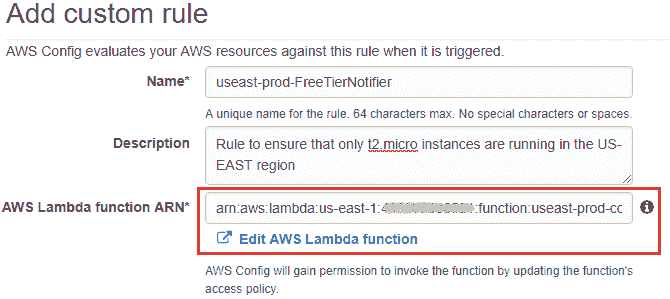 Add custom rule
AWS Config evaluates your AWS resources against this rule when it is triggered.
Name*
useast-prod-FreeTierNotifier
A unique name for the rule. 64 characters max. No special characters or spaces.
Description
Rule to ensure that only t2.micro instances are running in the US-
EAST region
AWS Lambda function ARN*
arn:aws:lambda:us-east-1: :function:useast-prod-cc
Edit AWS Lambda function
AWS Config will gain permission to invoke the function by updating the function's
access policy.